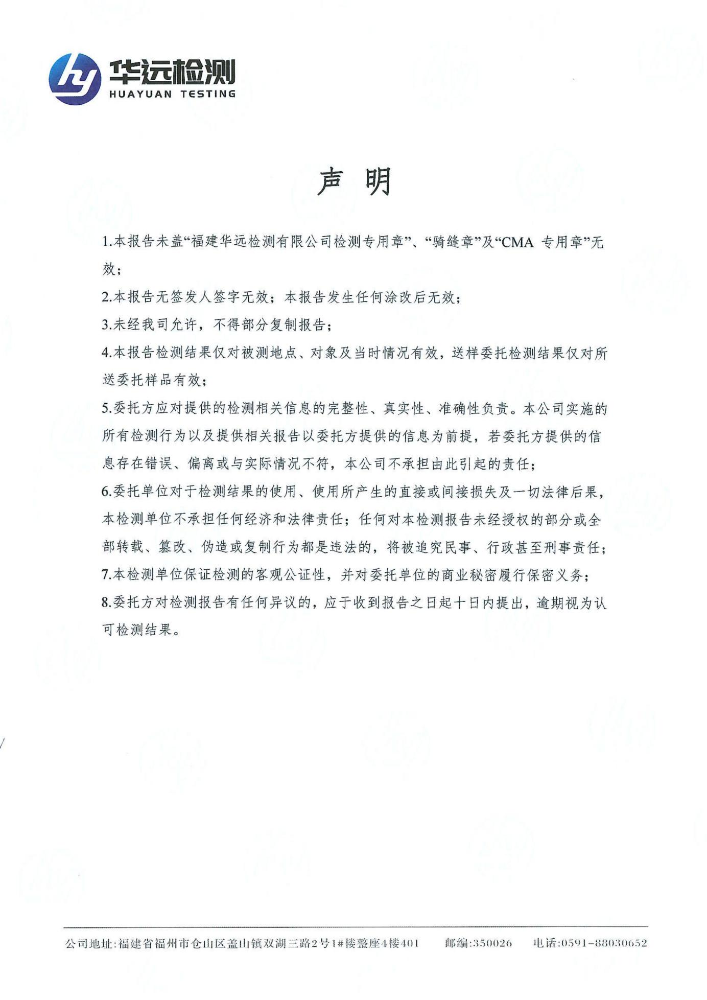 hy 华远检测
HUAYUAN TESTING
声 明
1.本报告未盖“福建华远检测有限公司检测专用章”、“骑缝章”及“CMA 专用章”无
效；
2.本报告无签发人签字无效；本报告发生任何涂改后无效；
3.未经我司允许，不得部分复制报告；
4.本报告检测结果仅对被测地点、对象及当时情况有效，送样委托检测结果仅对所
送委托样品有效；
5.委托方应对提供的检测相关信息的完整性、真实性、准确性负责。本公司实施的
所有检测行为以及提供相关报告以委托方提供的信息为前提，若委托方提供的信
息存在错误、偏离或与实际情况不符，本公司不承担由此引起的责任；
6.委托单位对于检测结果的使用、使用所产生的直接或间接损失及一切法律后果，
本检测单位不承担任何经济和法律责任；任何对本检测报告未经授权的部分或全
部转载、篡改、伪造或复制行为都是违法的，将被追究民事、行政甚至刑事责任；
7.本检测单位保证检测的客观公证性，并对委托单位的商业秘密履行保密义务；
8.委托方对检测报告有任何异议的，应于收到报告之日起十日内提出，逾期视为认
可检测结果。
公司地址:福建省福州市仓山区盖山镇双湖三路2号1#楼整座4楼401 邮编:350026 电话:0591-88030652